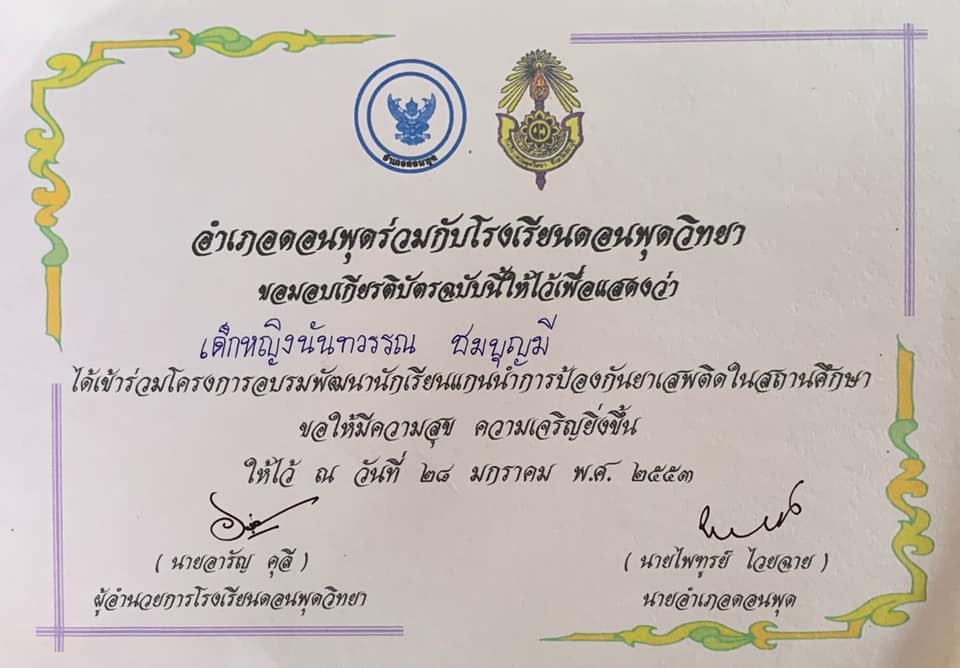 อำเภอดอนพุด
อำเภอดอนพุดร่วมกับโรงเรียนดอนพุดวิทยา
ขอมอบเกียรติบัตรฉบับนี้ให้ไว้เพื่อแสดงว่า
เด็กหญิงนันทวรรณ ชมบุญมี
ได้เข้าร่วมโครงการอบรมพัฒนานักเรียนแกนนำการป้องกันยาเสพติดในสถานศึกษา
ขอให้มีความสุข ความเจริญยิ่งขึ้น
ให้ไว้ ณ วันที่ ๒๘ มกราคม พ.ศ. ๒๕๕๓
( นายอารัญ คุลี ) ( นายไพฑูรย์ ไวยฉาย )
ผู้อำนวยการโรงเรียนดอนพุดวิทยา นายอำเภอดอนพุด